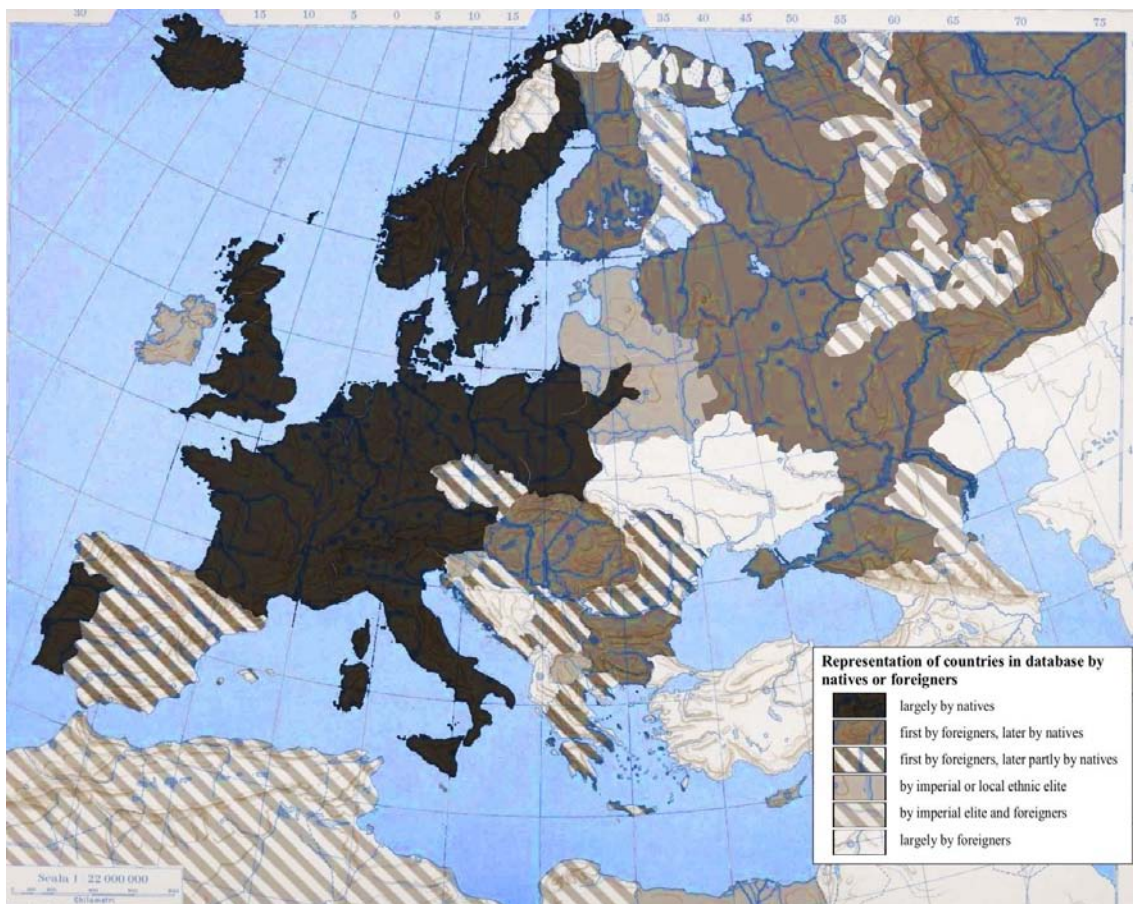 30 15 10 5 0 5 10 15 35 40 45 50 55 60 65 70 75
Representation of countries in database by
natives or foreigners
largely by natives
first by foreigners, later by natives
first by foreigners, later partly by natives
by imperial or local ethnic elite
by imperial elite and foreigners
largely by foreigners
Scala 1 22 000 000
Chilometri